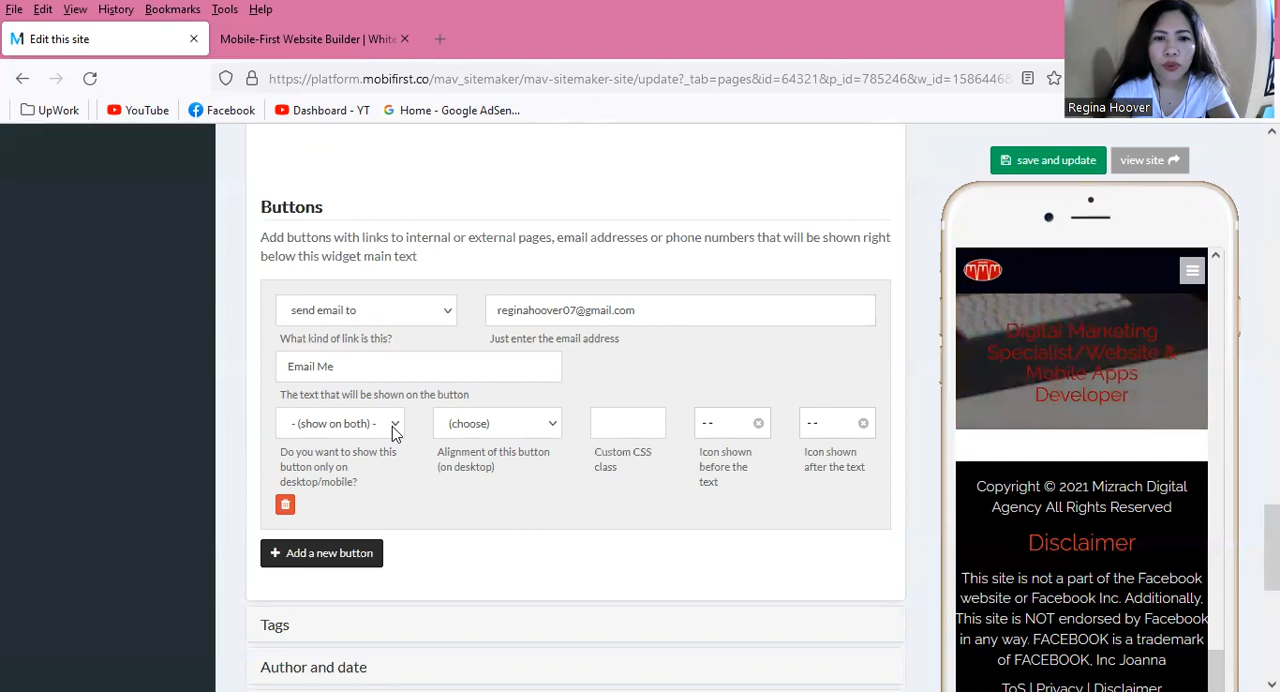 File Edit View History Bookmarks Tools Help
Edit this site
Mobile-First Website Builder | White
https://platform.mobifirst.co/mav_sitemaker/mav-sitemaker-site/update?_tab=pages&id=64321&p_id=785246&w_id=15864468
Regina Hoover
UpWork YouTube Facebook Dashboard - YT Home - Google AdSen...
save and update view site
Buttons
Add buttons with links to internal or external pages, email addresses or phone numbers that will be shown right
below this widget main text
send email to reginahoover07@gmail.com
What kind of link is this? Just enter the email address
Email Me
The text that will be shown on the button
- (show on both) - (choose) - - - -
Do you want to show this
button only on
desktop/mobile?
Alignment of this button
(on desktop)
Custom CSS
class
Icon shown
before the
text
Icon shown
after the text
Add a new button
Tags
Author and date
Digital Marketing
Specialist/Website &
Mobile Apps
Developer
Copyright © 2021 Mizrach Digital
Agency All Rights Reserved
Disclaimer
This site is not a part of the Facebook
website or Facebook Inc. Additionally,
This site is NOT endorsed by Facebook
in any way. FACEBOOK is a trademark
of FACEBOOK, Inc Joanna
ToS | Privacy | Disclaimer